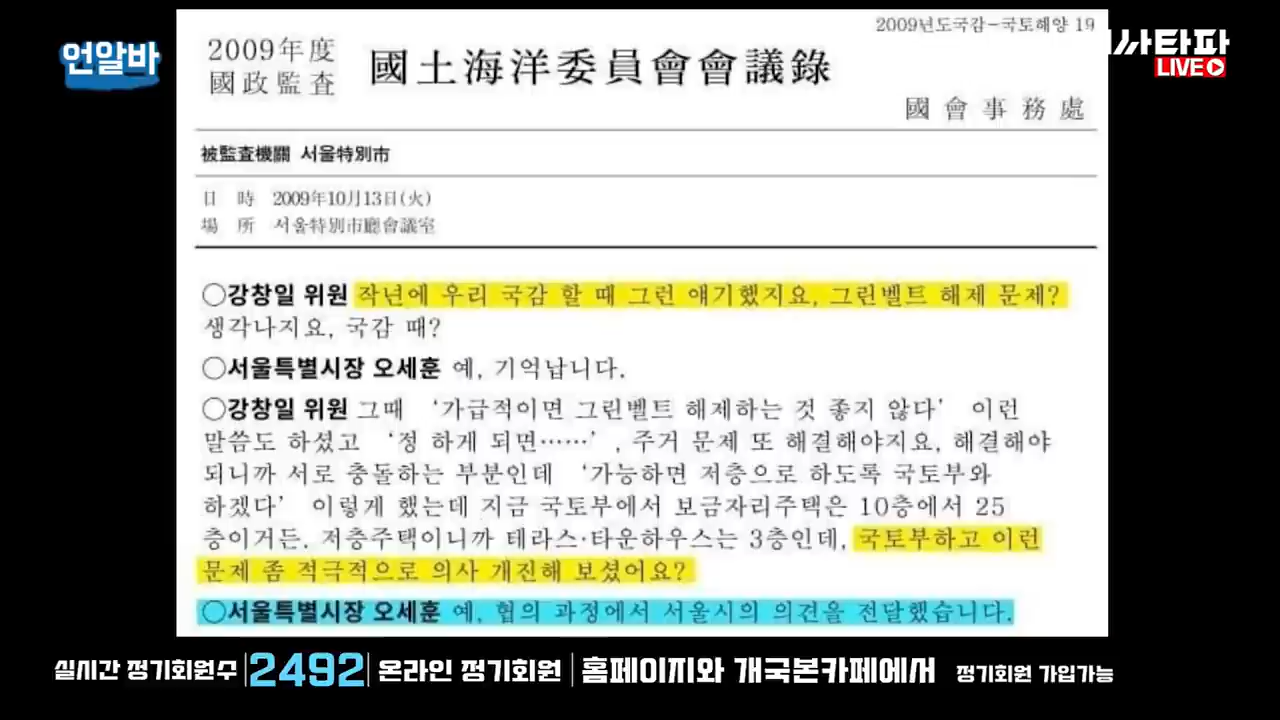 언알바
2009년도국감-국토해양 19
사타파
LIVE
2009年度
國政監査
國土海洋委員會會議錄
國會事務處
被監査機關 서울特別市
日 時 2009年10月13日(火)
場 所 서울特別市廳會議室
○강창일 위원 작년에 우리 국감 할 때 그런 얘기했지요, 그린벨트 해제 문제?
생각나지요, 국감 때?
○서울특별시장 오세훈 예, 기억납니다.
○강창일 위원 그때 ‘가급적이면 그린벨트 해제하는 것 좋지 않다’ 이런
말씀도 하셨고 ‘정 하게 되면……’, 주거 문제 또 해결해야지요, 해결해야
되니까 서로 충돌하는 부분인데 ‘가능하면 저층으로 하도록 국토부와
하겠다’ 이렇게 했는데 지금 국토부에서 보금자리주택은 10층에서 25
층이거든. 저층주택이니까 테라스·타운하우스는 3층인데, 국토부하고 이런
문제 좀 적극적으로 의사 개진해 보셨어요?
○서울특별시장 오세훈 예, 협의 과정에서 서울시의 의견을 전달했습니다.
실시간 정기회원수 2492 온라인 정기회원 홈페이지와 개국본카페에서 정기회원 가입가능